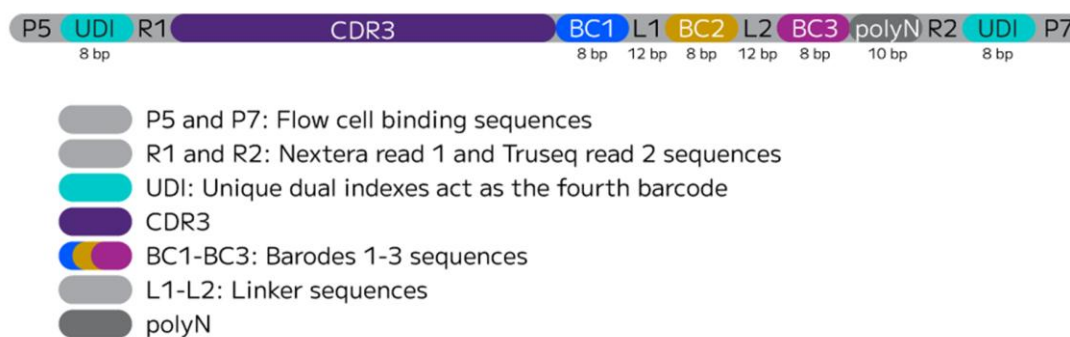 P5 UDI R1 CDR3 BC1 L1 BC2 L2 BC3 polyN R2 UDI P7
8 bp 8 bp 12 bp 8 bp 12 bp 8 bp 10 bp 8 bp
P5 and P7: Flow cell binding sequences
R1 and R2: Nextera read 1 and Truseq read 2 sequences
UDI: Unique dual indexes act as the fourth barcode
CDR3
BC1-BC3: Barodes 1-3 sequences
L1-L2: Linker sequences
polyN